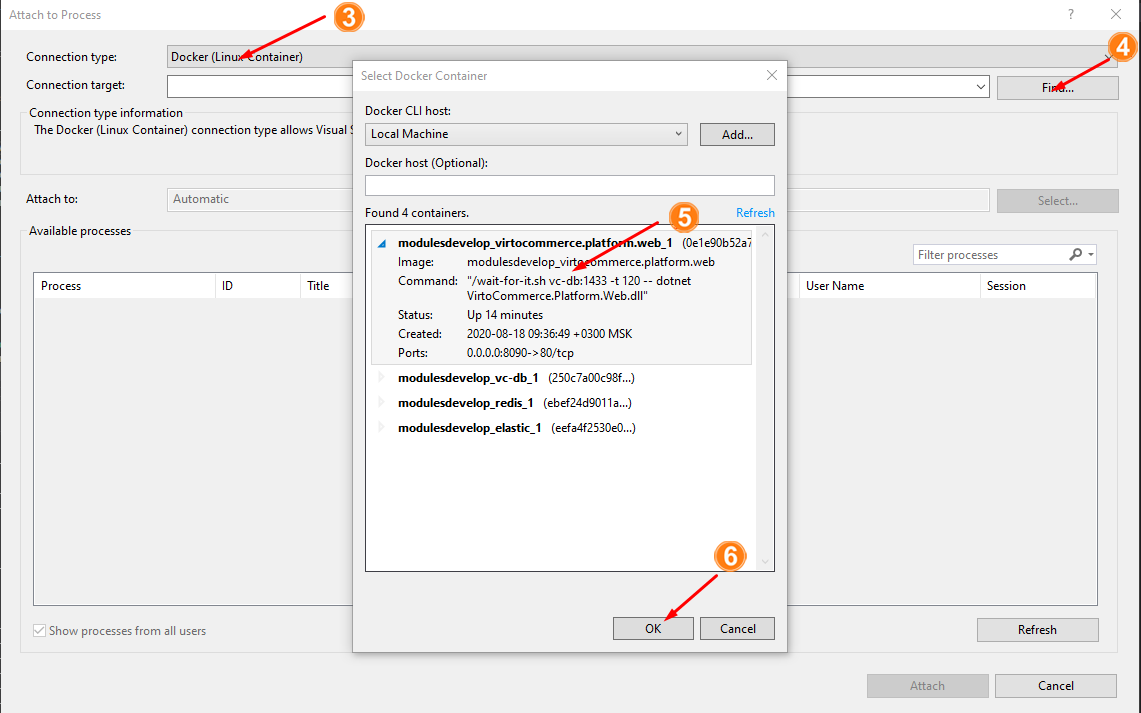 Attach to Process
?
3
4
Connection type:
Docker (Linux Container)
Connection target:
Find...
Connection type information
The Docker (Linux Container) connection type allows Visual S
Attach to:
Automatic
Select...
Available processes
Filter processes
Process
ID
Title
User Name
Session
Show processes from all users
Refresh
Attach
Cancel
Select Docker Container
Docker CLI host:
Local Machine
Add...
Docker host (Optional):
Found 4 containers.
5
Refresh
modulesdevelop_virtocommerce.platform.web_1 (0e1e90b52a7
Image: modulesdevelop_virtocommerce.platform.web
Command: "/wait-for-it.sh vc-db:1433 -t 120 -- dotnet
VirtoCommerce.Platform.Web.dll"
Status: Up 14 minutes
Created: 2020-08-18 09:36:49 +0300 MSK
Ports: 0.0.0.0:8090->80/tcp
modulesdevelop_vc-db_1 (250c7a00c98f...)
modulesdevelop_redis_1 (ebef24d9011a...)
modulesdevelop_elastic_1 (eefa4f2530e0...)
6
OK
Cancel